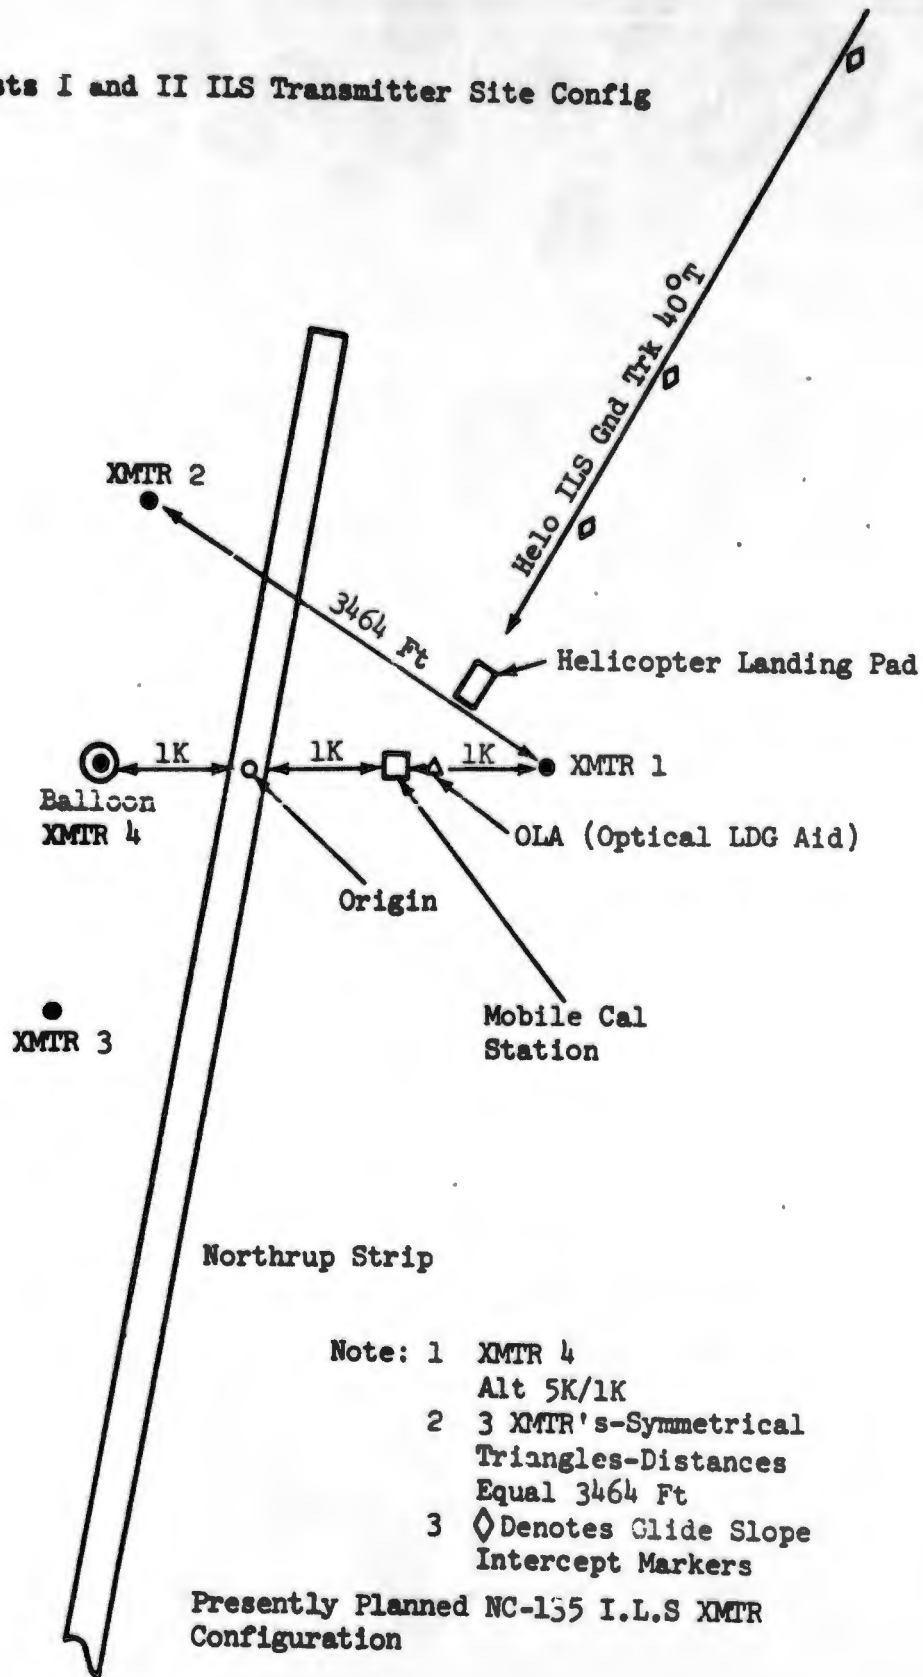 sts I and II ILS Transmitter Site Config
Helo ILS Gnd Trk 40°T
XMTR 2
3464 Ft
Helicopter Landing Pad
1K
1K
1K
XMTR 1
Balloon
XMTR 4
OLA (Optical LDG Aid)
Origin
Mobile Cal
Station
XMTR 3
Northrup Strip
Note: 1 XMTR 4
Alt 5K/1K
2 3 XMTR's-Symmetrical
Triangles-Distances
Equal 3464 Ft
3 ◊ Denotes Glide Slope
Intercept Markers
Presently Planned NC-135 I.L.S XMTR
Configuration